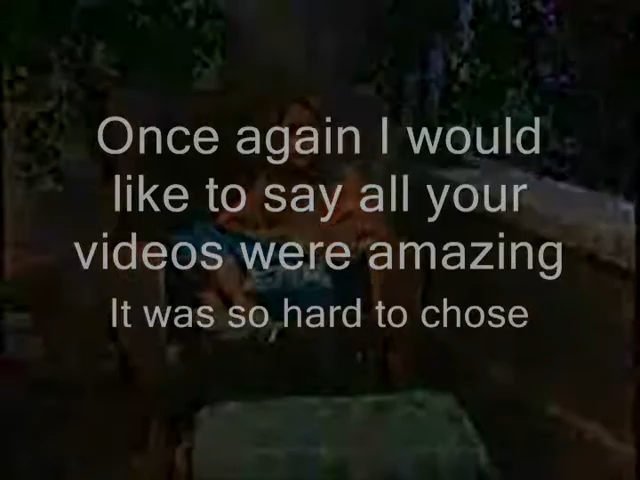 Once again I would
like to say all your
videos were amazing
It was so hard to chose